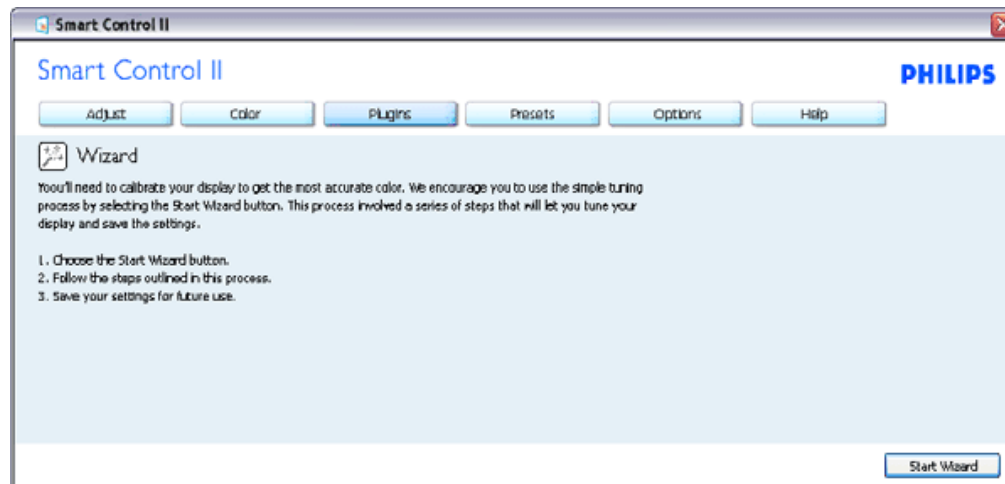 Smart Control II
Smart Control II
PHILIPS
Adjust Color Plugins Presets Options Help
Wizard
Yoou'll need to calibrate your display to get the most accurate color. We encourage you to use the simple tuning
process by selecting the Start Wizard button. This process involved a series of steps that will let you tune your
display and save the settings.
1. Choose the Start Wizard button.
2. Follow the steps outlined in this process.
3. Save your settings for future use.
Start Wizard